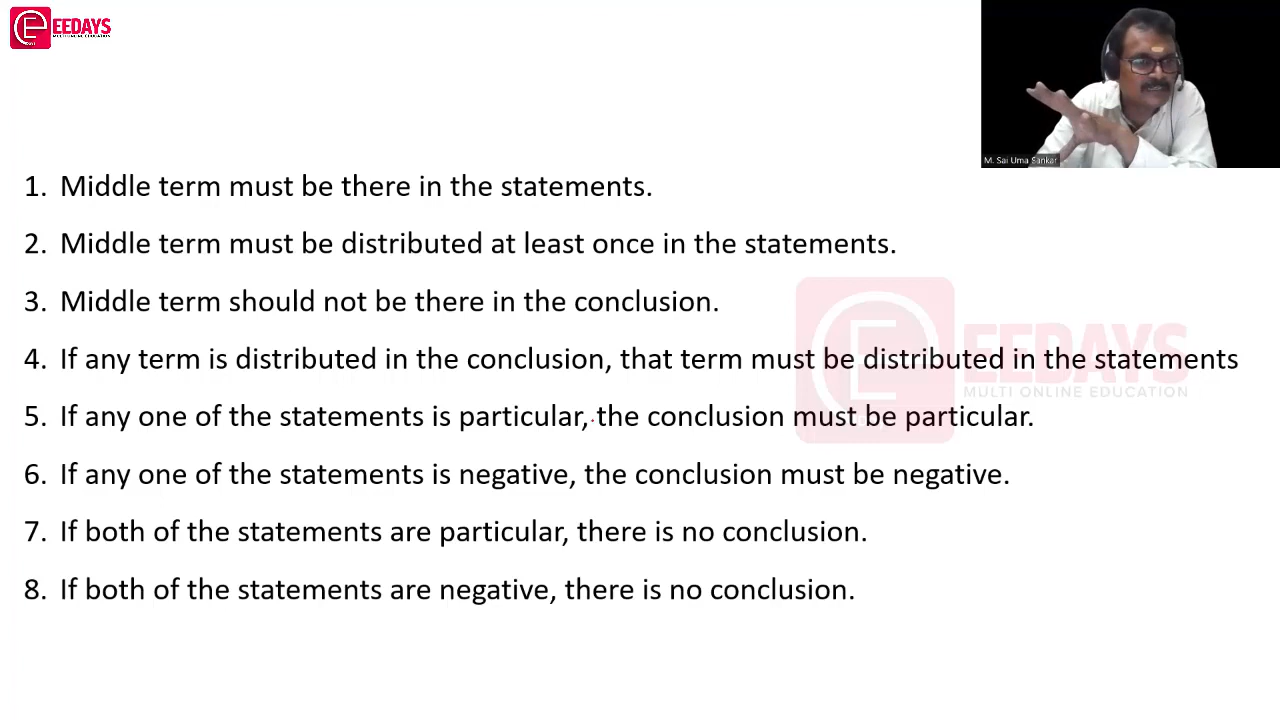 EEDAYS
MULTI ONLINE EDUCATION
M. Sai Uma Sankar
1. Middle term must be there in the statements.
2. Middle term must be distributed at least once in the statements.
3. Middle term should not be there in the conclusion.
4. If any term is distributed in the conclusion, that term must be distributed in the statements
5. If any one of the statements is particular, the conclusion must be particular.
6. If any one of the statements is negative, the conclusion must be negative.
7. If both of the statements are particular, there is no conclusion.
8. If both of the statements are negative, there is no conclusion.
EEDAYS
MULTI ONLINE EDUCATION